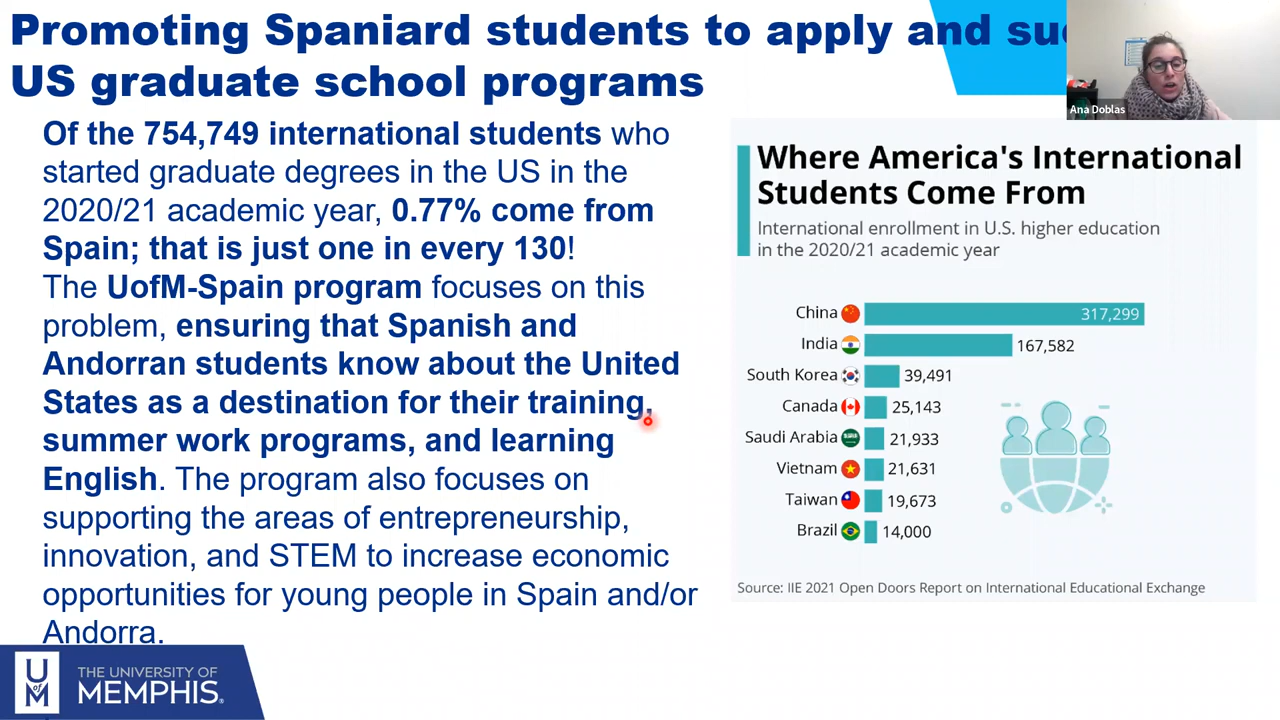 Promoting Spaniard students to apply and
US graduate school programs
Ana Doblas
Of the 754,749 international students who
started graduate degrees in the US in the
2020/21 academic year, 0.77% come from
Spain; that is just one in every 130!
The UofM-Spain program focuses on this
problem, ensuring that Spanish and
Andorran students know about the United
States as a destination for their training,
summer work programs, and learning
English. The program also focuses on
supporting the areas of entrepreneurship,
innovation, and STEM to increase economic
opportunities for young people in Spain and/or
Andorra.
Where America's International
Students Come From
International enrollment in U.S. higher education
in the 2020/21 academic year
China 317,299
India 167,582
South Korea 39,491
Canada 25,143
Saudi Arabia 21,933
Vietnam 21,631
Taiwan 19,673
Brazil 14,000
Source: IIE 2021 Open Doors Report on International Educational Exchange
U
of
M
THE UNIVERSITY OF
MEMPHIS.